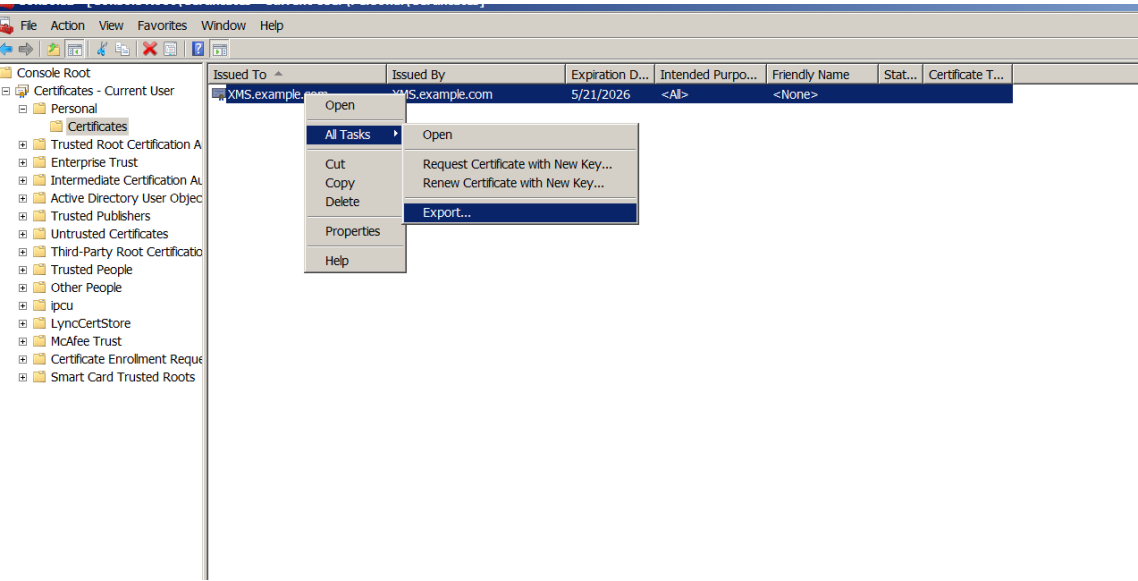 File Action View Favorites Window Help
Console Root
Certificates - Current User
Personal
Certificates
Trusted Root Certification A
Enterprise Trust
Intermediate Certification Au
Active Directory User Objec
Trusted Publishers
Untrusted Certificates
Third-Party Root Certificatio
Trusted People
Other People
ipcu
LyncCertStore
McAfee Trust
Certificate Enrollment Reque
Smart Card Trusted Roots
Issued To Issued By Expiration D... Intended Purpo... Friendly Name Stat... Certificate T...
XMS.example.com XMS.example.com 5/21/2026 <All> <None>
Open
All Tasks
Cut
Copy
Delete
Properties
Help
Open
Request Certificate with New Key...
Renew Certificate with New Key...
Export...